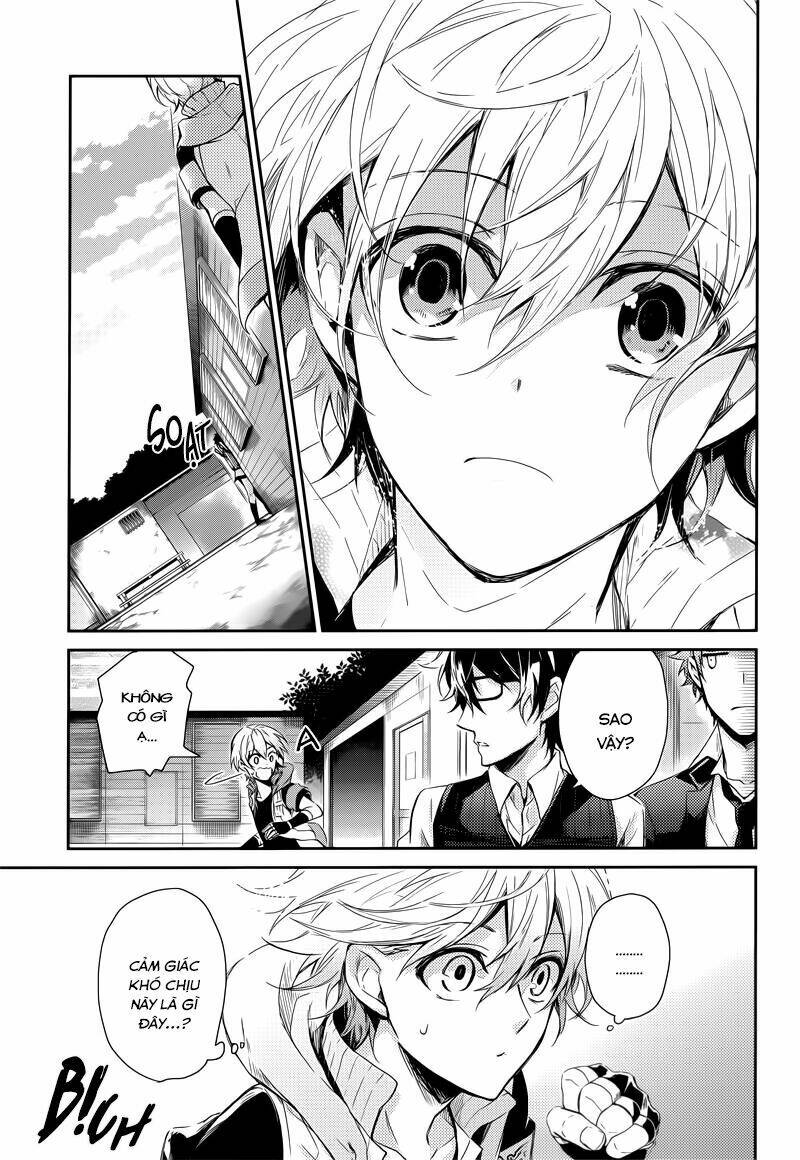 SOẠT
SAO
VẬY?
A
KHÔNG
CÓ GÌ
Ạ...
........
........
CẢM GIÁC
KHÓ CHỊU
NÀY LÀ GÌ
ĐÂY...?
BỊCH